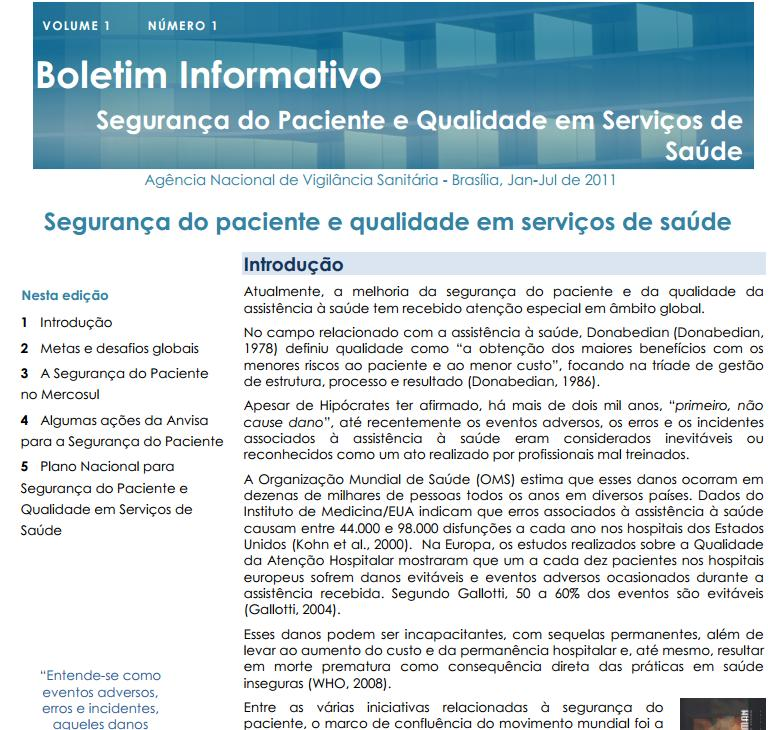 VOLUME 1 NÚMERO 1
Boletim Informativo
Segurança do Paciente e Qualidade em Serviços de
Saúde
Agência Nacional de Vigilância Sanitária - Brasília, Jan-Jul de 2011
Segurança do paciente e qualidade em serviços de saúde
Nesta edição
1 Introdução
2 Metas e desafios globais
3 A Segurança do Paciente
no Mercosul
4 Algumas ações da Anvisa
para a Segurança do Paciente
5 Plano Nacional para
Segurança do Paciente e
Qualidade em Serviços de
Saúde
“Entende-se como
eventos adversos,
erros e incidentes,
aqueles danos
Introdução
Atualmente, a melhoria da segurança do paciente e da qualidade da
assistência à saúde tem recebido atenção especial em âmbito global.
No campo relacionado com a assistência à saúde, Donabedian (Donabedian,
1978) definiu qualidade como “a obtenção dos maiores benefícios com os
menores riscos ao paciente e ao menor custo”, focando na tríade de gestão
de estrutura, processo e resultado (Donabedian, 1986).
Apesar de Hipócrates ter afirmado, há mais de dois mil anos, “primeiro, não
cause dano”, até recentemente os eventos adversos, os erros e os incidentes
associados à assistência à saúde eram considerados inevitáveis ou
reconhecidos como um ato realizado por profissionais mal treinados.
A Organização Mundial de Saúde (OMS) estima que esses danos ocorram em
dezenas de milhares de pessoas todos os anos em diversos países. Dados do
Instituto de Medicina/EUA indicam que erros associados à assistência à saúde
causam entre 44.000 e 98.000 disfunções a cada ano nos hospitais dos Estados
Unidos (Kohn et al., 2000). Na Europa, os estudos realizados sobre a Qualidade
da Atenção Hospitalar mostraram que um a cada dez pacientes nos hospitais
europeus sofrem danos evitáveis e eventos adversos ocasionados durante a
assistência recebida. Segundo Gallotti, 50 a 60% dos eventos são evitáveis
(Gallotti, 2004).
Esses danos podem ser incapacitantes, com sequelas permanentes, além de
levar ao aumento do custo e da permanência hospitalar e, até mesmo, resultar
em morte prematura como consequência direta das práticas em saúde
inseguras (WHO, 2008).
Entre as várias iniciativas relacionadas à segurança do
paciente, o marco de confluência do movimento mundial foi a